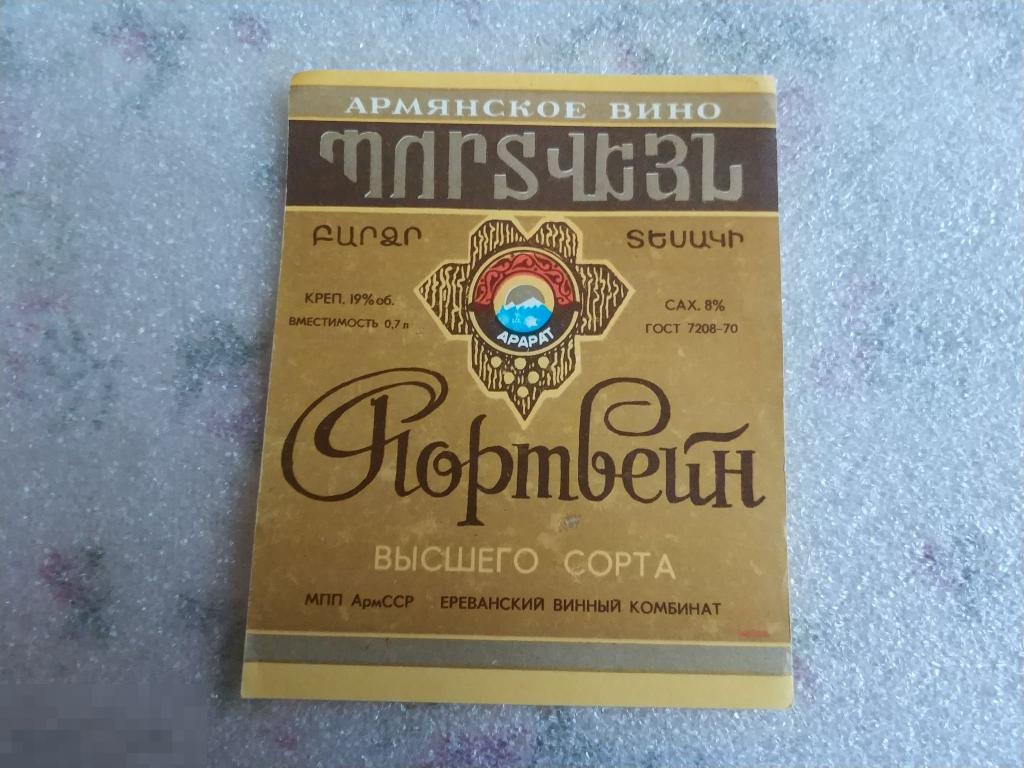 АРМЯНСКОЕ ВИНО
ՊՈՐՏՎԵՅՆ
ԲԱՐՁՐ ՏԵՍԱԿԻ
КРЕП. 19% об. САХ. 8%
ВМЕСТИМОСТЬ 0,7 л ГОСТ 7208-70
АРАРАТ
Портвейн
ВЫСШЕГО СОРТА
МПП АрмССР ЕРЕВАНСКИЙ ВИННЫЙ КОМБИНАТ